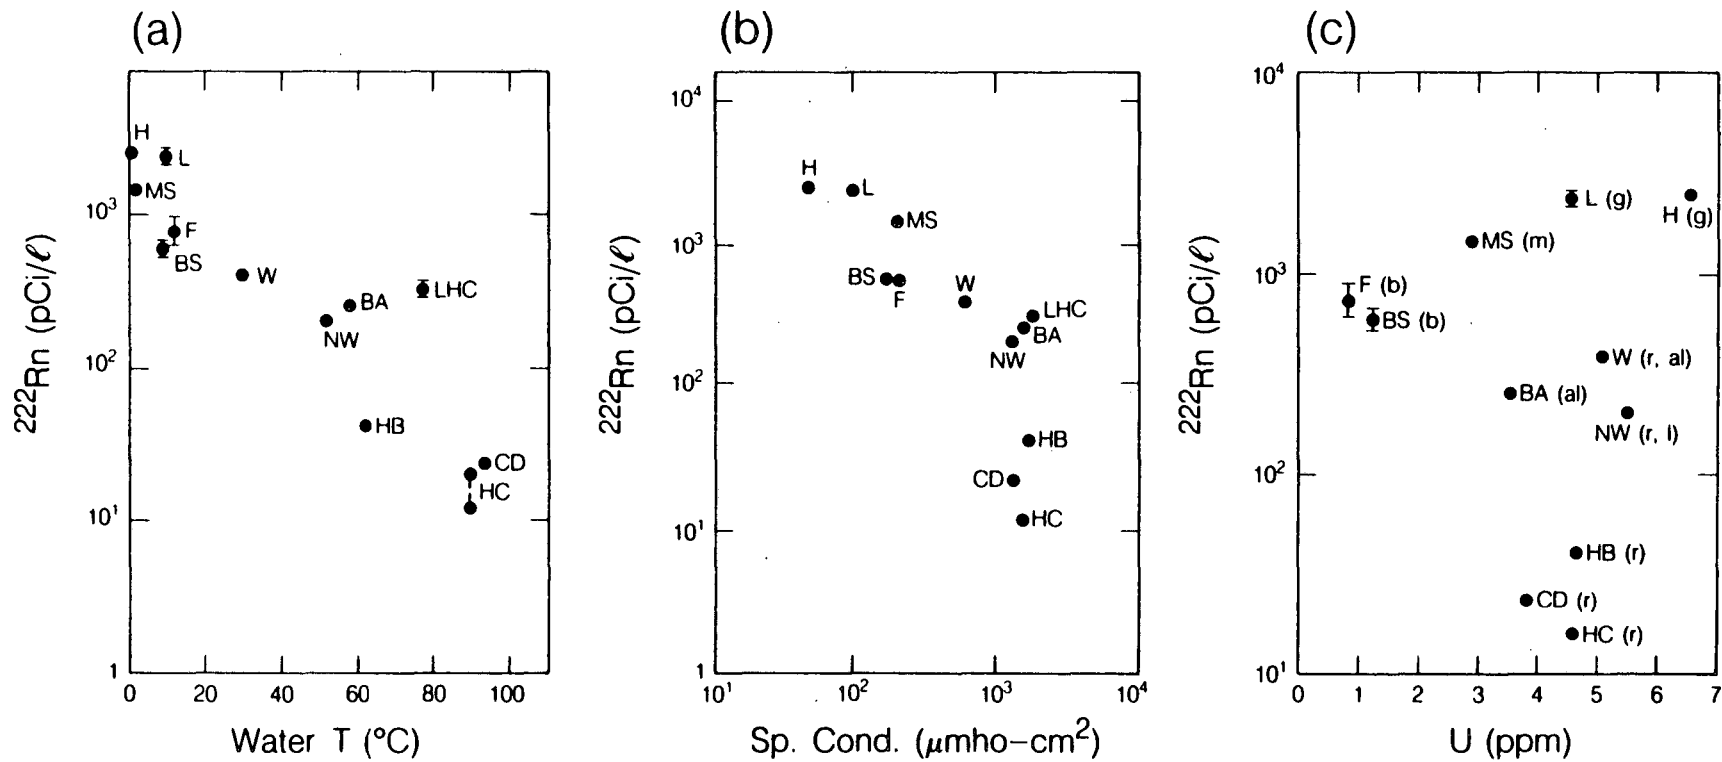 (a)
H
L
MS
F
BS
W
BA
LHC
NW
HB
CD
HC
10³
10²
10¹
1
0 20 40 60 80 100
²²²Rn (pCi/ℓ)
Water T (°C)
(b)
H
L
MS
BS
F
W
LHC
BA
NW
HB
CD
HC
10⁴
10³
10²
10¹
1
10¹ 10² 10³ 10⁴
²²²Rn (pCi/ℓ)
Sp. Cond. (μmho–cm²)
(c)
L (g)
H (g)
MS (m)
F (b)
BS (b)
W (r, al)
BA (al)
NW (r, l)
HB (r)
CD (r)
HC (r)
10⁴
10³
10²
10¹
0 1 2 3 4 5 6 7
²²²Rn (pCi/ℓ)
U (ppm)